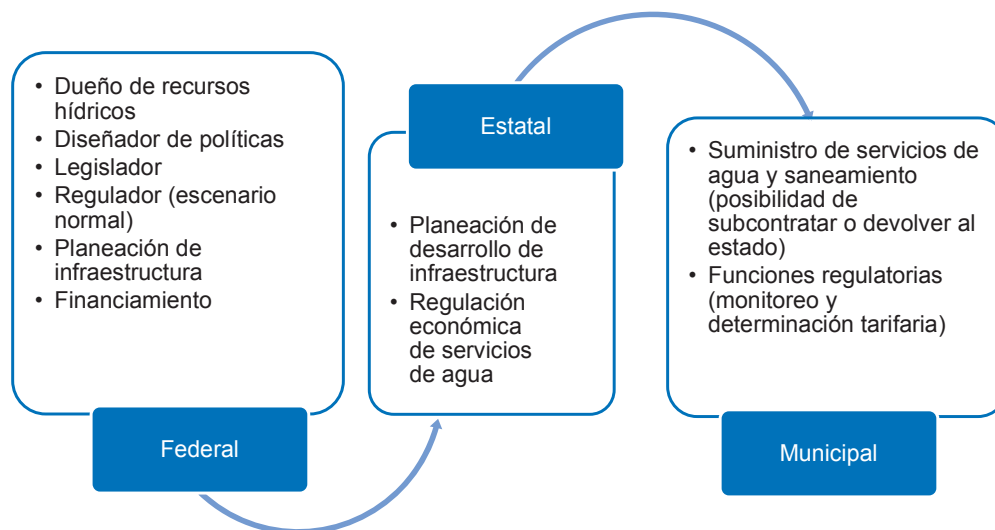 • Dueño de recursos
hídricos
• Diseñador de políticas
• Legislador
• Regulador (escenario
normal)
• Planeación de
infraestructura
• Financiamiento
Federal
Estatal
• Planeación de
desarrollo de
infraestructura
• Regulación
económica
de servicios
de agua
• Suministro de servicios de
agua y saneamiento
(posibilidad de
subcontratar o devolver al
estado)
• Funciones regulatorias
(monitoreo y
determinación tarifaria)
Municipal